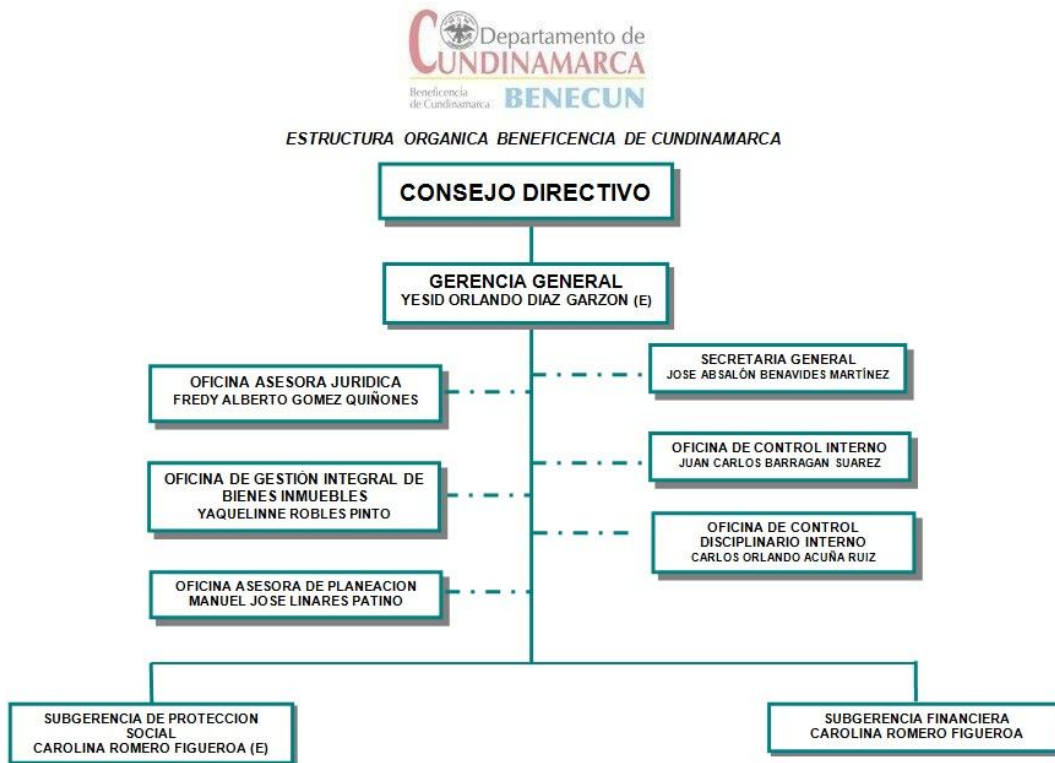 Departamento de
CUNDINAMARCA
Beneficencia
de Cundinamarca
BENECUN
ESTRUCTURA ORGANICA BENEFICENCIA DE CUNDINAMARCA
CONSEJO DIRECTIVO
GERENCIA GENERAL
YESID ORLANDO DIAZ GARZON (E)
OFICINA ASESORA JURIDICA
FREDY ALBERTO GOMEZ QUIÑONES
SECRETARIA GENERAL
JOSE ABSALÓN BENAVIDES MARTÍNEZ
OFICINA DE GESTIÓN INTEGRAL DE
BIENES INMUEBLES
YAQUELINNE ROBLES PINTO
OFICINA DE CONTROL INTERNO
JUAN CARLOS BARRAGAN SUAREZ
OFICINA ASESORA DE PLANEACION
MANUEL JOSE LINARES PATINO
OFICINA DE CONTROL
DISCIPLINARIO INTERNO
CARLOS ORLANDO ACUÑA RUIZ
SUBGERENCIA DE PROTECCION
SOCIAL
CAROLINA ROMERO FIGUEROA (E)
SUBGERENCIA FINANCIERA
CAROLINA ROMERO FIGUEROA